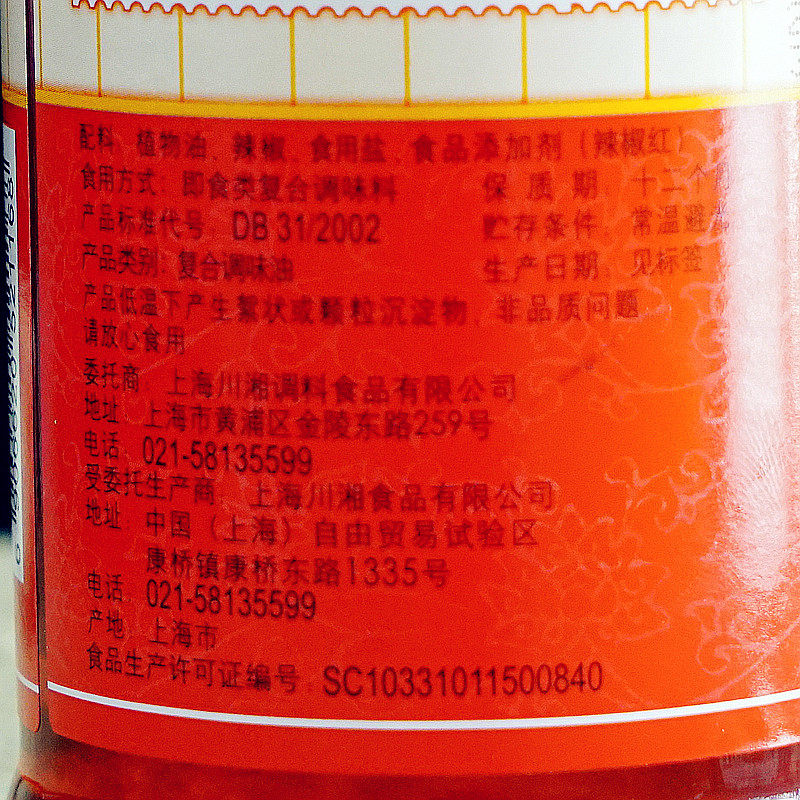 配料：植物油、辣椒、食用盐、食品添加剂（辣椒红）
食用方式：即食类复合调味料 保质期：十二个月
产品标准代号：DB 31/2002 贮存条件：常温避光
产品类别：复合调味油 生产日期：见标签
产品低温下产生絮状或颗粒沉淀物，非品质问题
请放心食用
委托商：上海川湘调料食品有限公司
地址：上海市黄浦区金陵东路259号
电话：021-58135599
受委托生产商：上海川湘食品有限公司
地址：中国（上海）自由贸易试验区
康桥镇康桥东路1335号
电话：021-58135599
产地：上海市
食品生产许可证编号：SC10331011500840